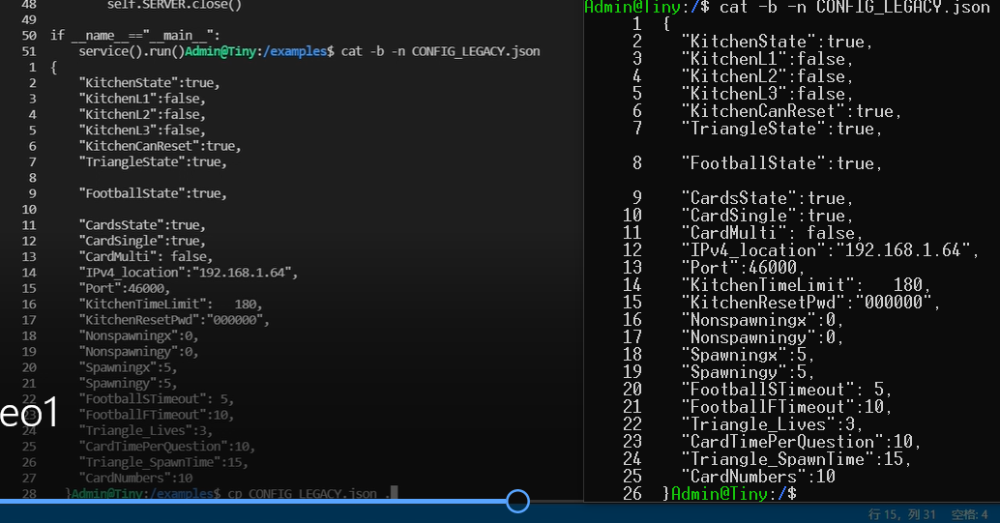 48 self.SERVER.close()
49
50 if __name__=="__main__":
51 service().run()Admin@Tiny:/examples$ cat -b -n CONFIG_LEGACY.json
1 {
2 "KitchenState":true,
3 "KitchenL1":false,
4 "KitchenL2":false,
5 "KitchenL3":false,
6 "KitchenCanReset":true,
7 "TriangleState":true,
8
9 "FootballState":true,
10
11 "CardsState":true,
12 "CardSingle":true,
13 "CardMulti": false,
14 "IPv4_location":"192.168.1.64",
15 "Port":46000,
16 "KitchenTimeLimit":   180,
17 "KitchenResetPwd":"000000",
18 "Nonspawningx":0,
19 "Nonspawningy":0,
20 "Spawningx":5,
21 "Spawningy":5,
22 "FootballSTimeout": 5,
23 "FootballFTimeout":10,
24 "Triangle_Lives":3,
25 "CardTimePerQuestion":10,
26 "Triangle_SpawnTime":15,
27 "CardNumbers":10
28 }Admin@Tiny:/examples$ cp CONFIG_LEGACY.json .
eo1
Admin@Tiny:/$ cat -b -n CONFIG_LEGACY.json
1 {
2 "KitchenState":true,
3 "KitchenL1":false,
4 "KitchenL2":false,
5 "KitchenL3":false,
6 "KitchenCanReset":true,
7 "TriangleState":true,
8 "FootballState":true,
9 "CardsState":true,
10 "CardSingle":true,
11 "CardMulti": false,
12 "IPv4_location":"192.168.1.64",
13 "Port":46000,
14 "KitchenTimeLimit":   180,
15 "KitchenResetPwd":"000000",
16 "Nonspawningx":0,
17 "Nonspawningy":0,
18 "Spawningx":5,
19 "Spawningy":5,
20 "FootballSTimeout": 5,
21 "FootballFTimeout":10,
22 "Triangle_Lives":3,
23 "CardTimePerQuestion":10,
24 "Triangle_SpawnTime":15,
25 "CardNumbers":10
26 }Admin@Tiny:/$
行 15，列 31 空格: 4